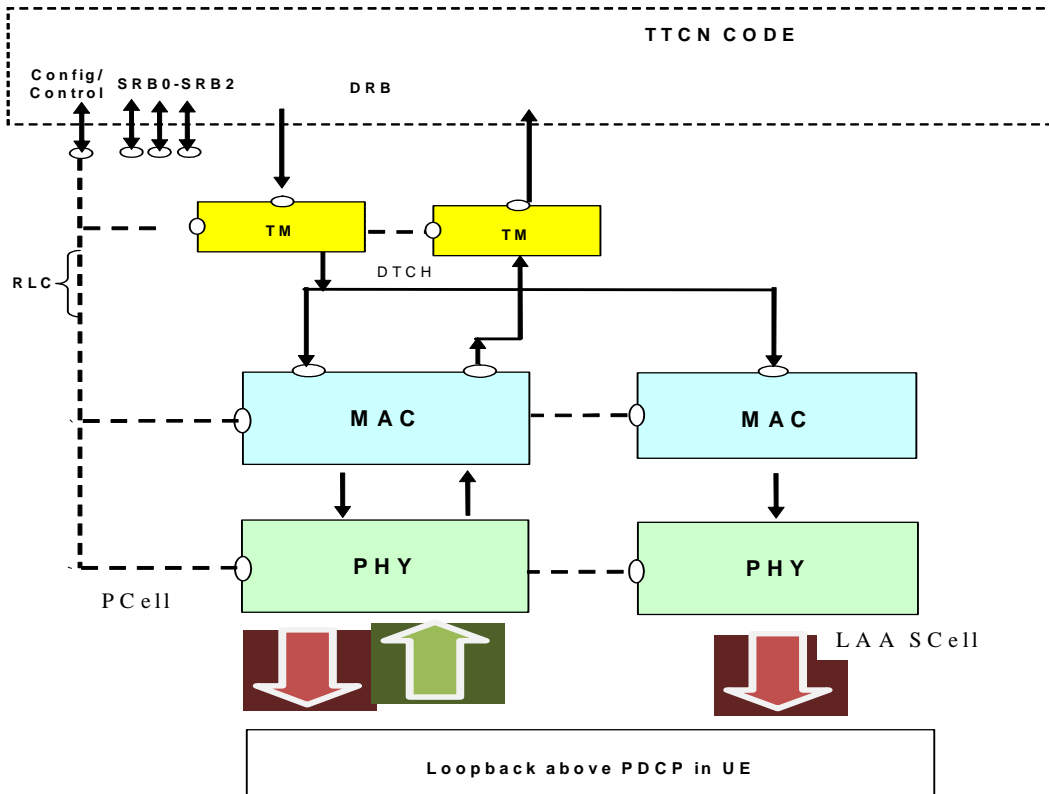 TTCN CODE
Config/
Control
SRB0-SRB2
DRB
TM
TM
DTCH
RLC
MAC
MAC
PHY
PHY
PCell
LAA SCell
Loopback above PDCP in UE